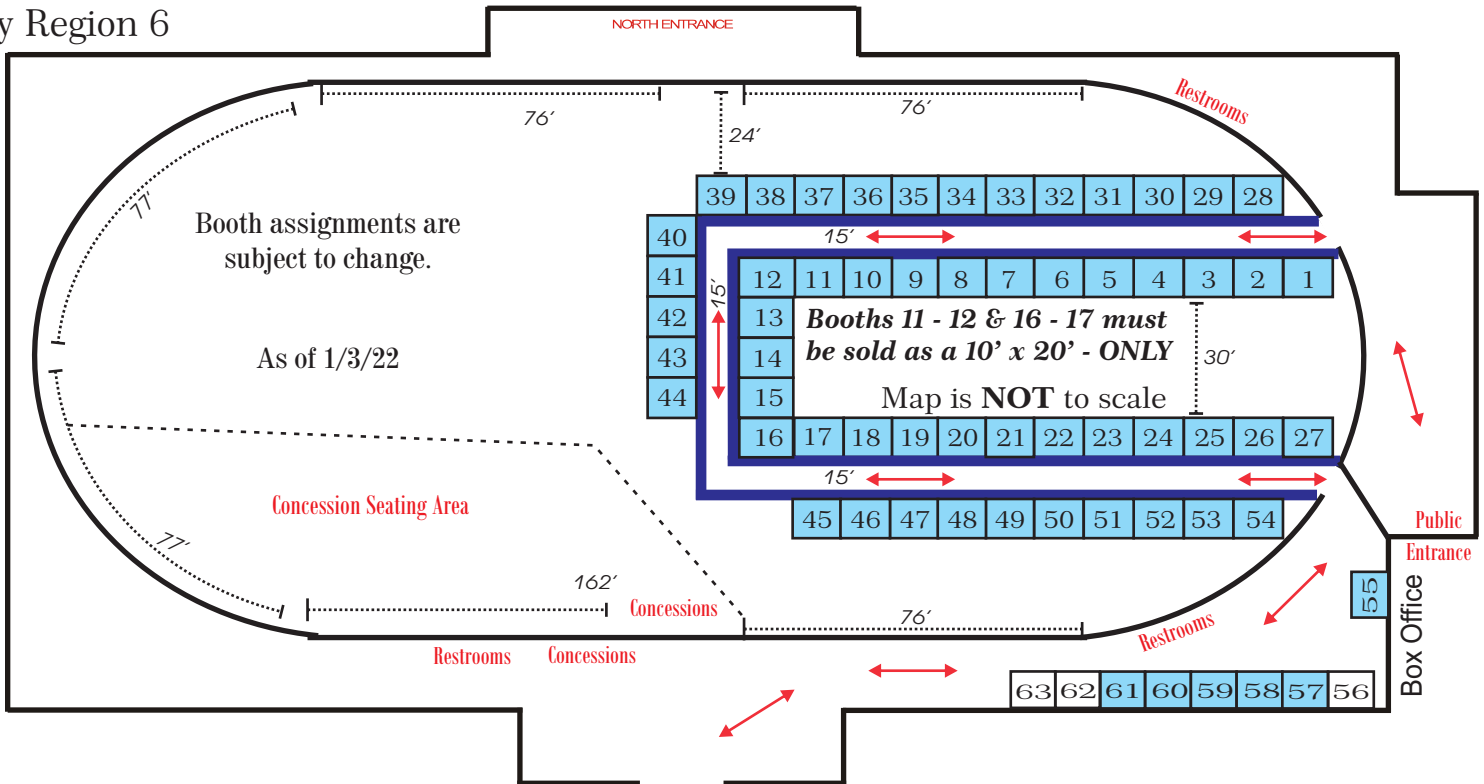 y Region 6
NORTH ENTRANCE
Restrooms
76'
76'
24'
77'
39 38 37 36 35 34 33 32 31 30 29 28
Booth assignments are
subject to change.
15'
40
41
42
43
44
12 11 10 9 8 7 6 5 4 3 2 1
15'
13
14
15
Booths 11 - 12 & 16 - 17 must
be sold as a 10' x 20' - ONLY
30'
As of 1/3/22
Map is NOT to scale
16 17 18 19 20 21 22 23 24 25 26 27
15'
Concession Seating Area
45 46 47 48 49 50 51 52 53 54
Public
Entrance
77'
162'
Concessions
76'
55
Box Office
Restrooms
Restrooms Concessions
63 62 61 60 59 58 57 56